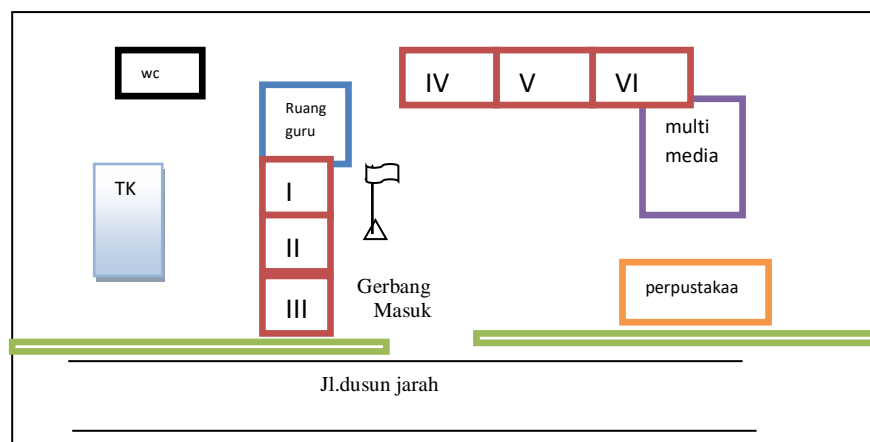 wc
IV
V
VI
Ruang
guru
multi
media
TK
I
II
III
Gerbang
Masuk
perpustakaa
Jl.dusun jarah